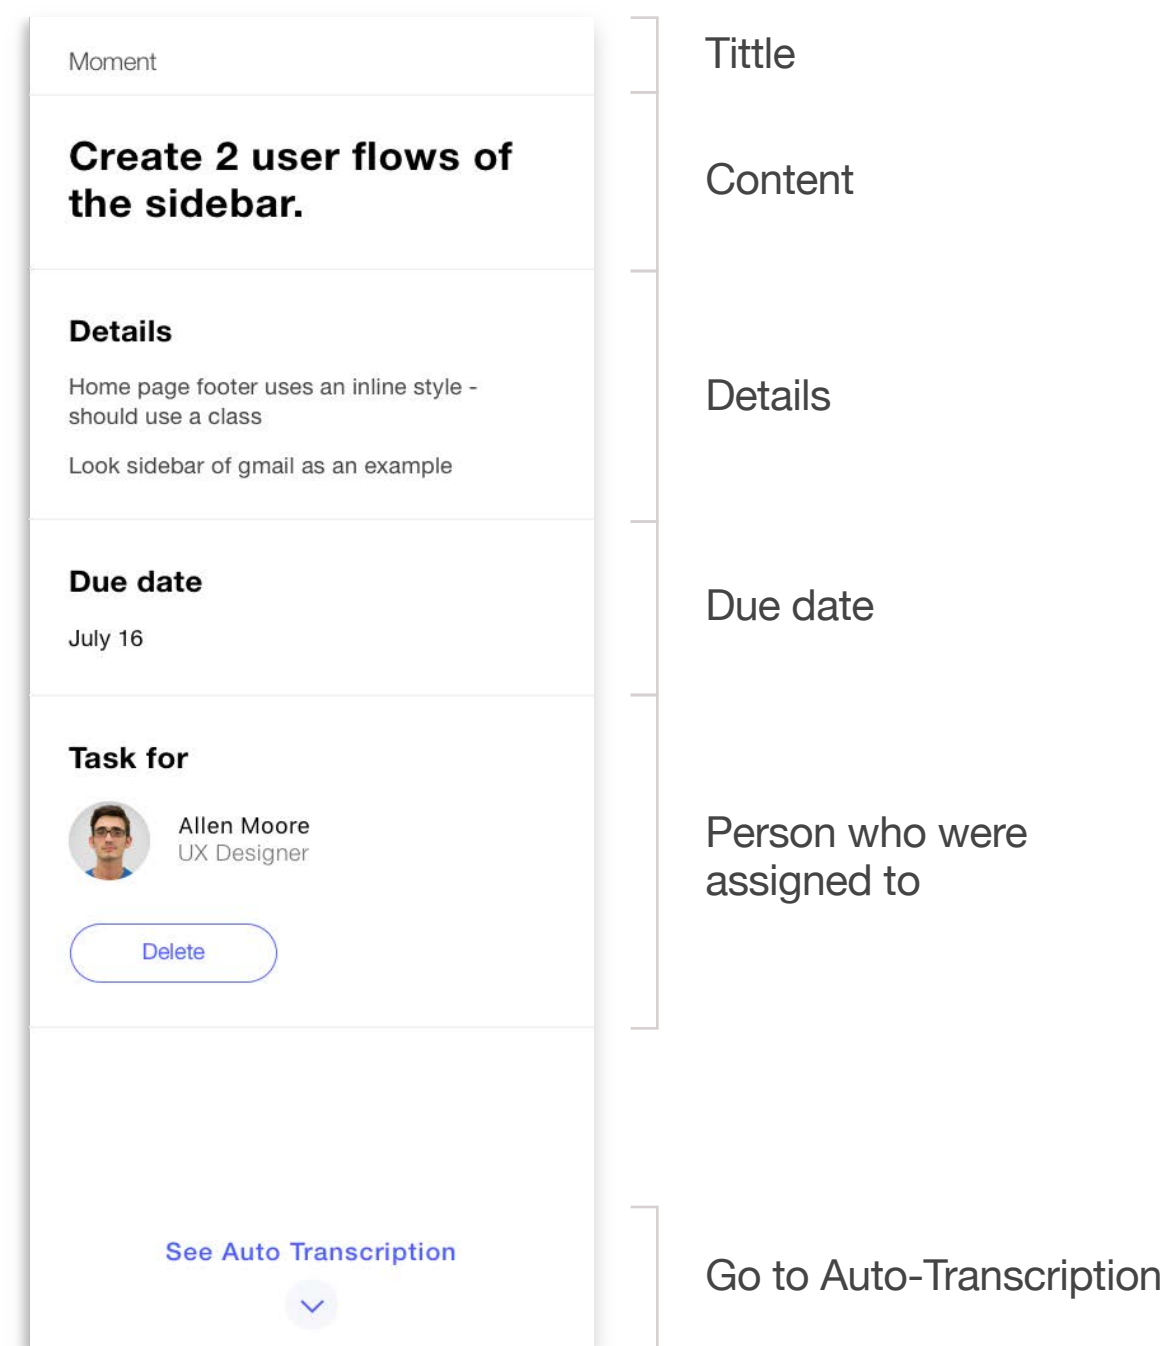 Moment
Tittle
Create 2 user flows of
the sidebar.
Content
Details
Home page footer uses an inline style -
should use a class
Look sidebar of gmail as an example
Details
Due date
July 16
Due date
Task for
Allen Moore
UX Designer
Delete
Person who were
assigned to
See Auto Transcription
Go to Auto-Transcription